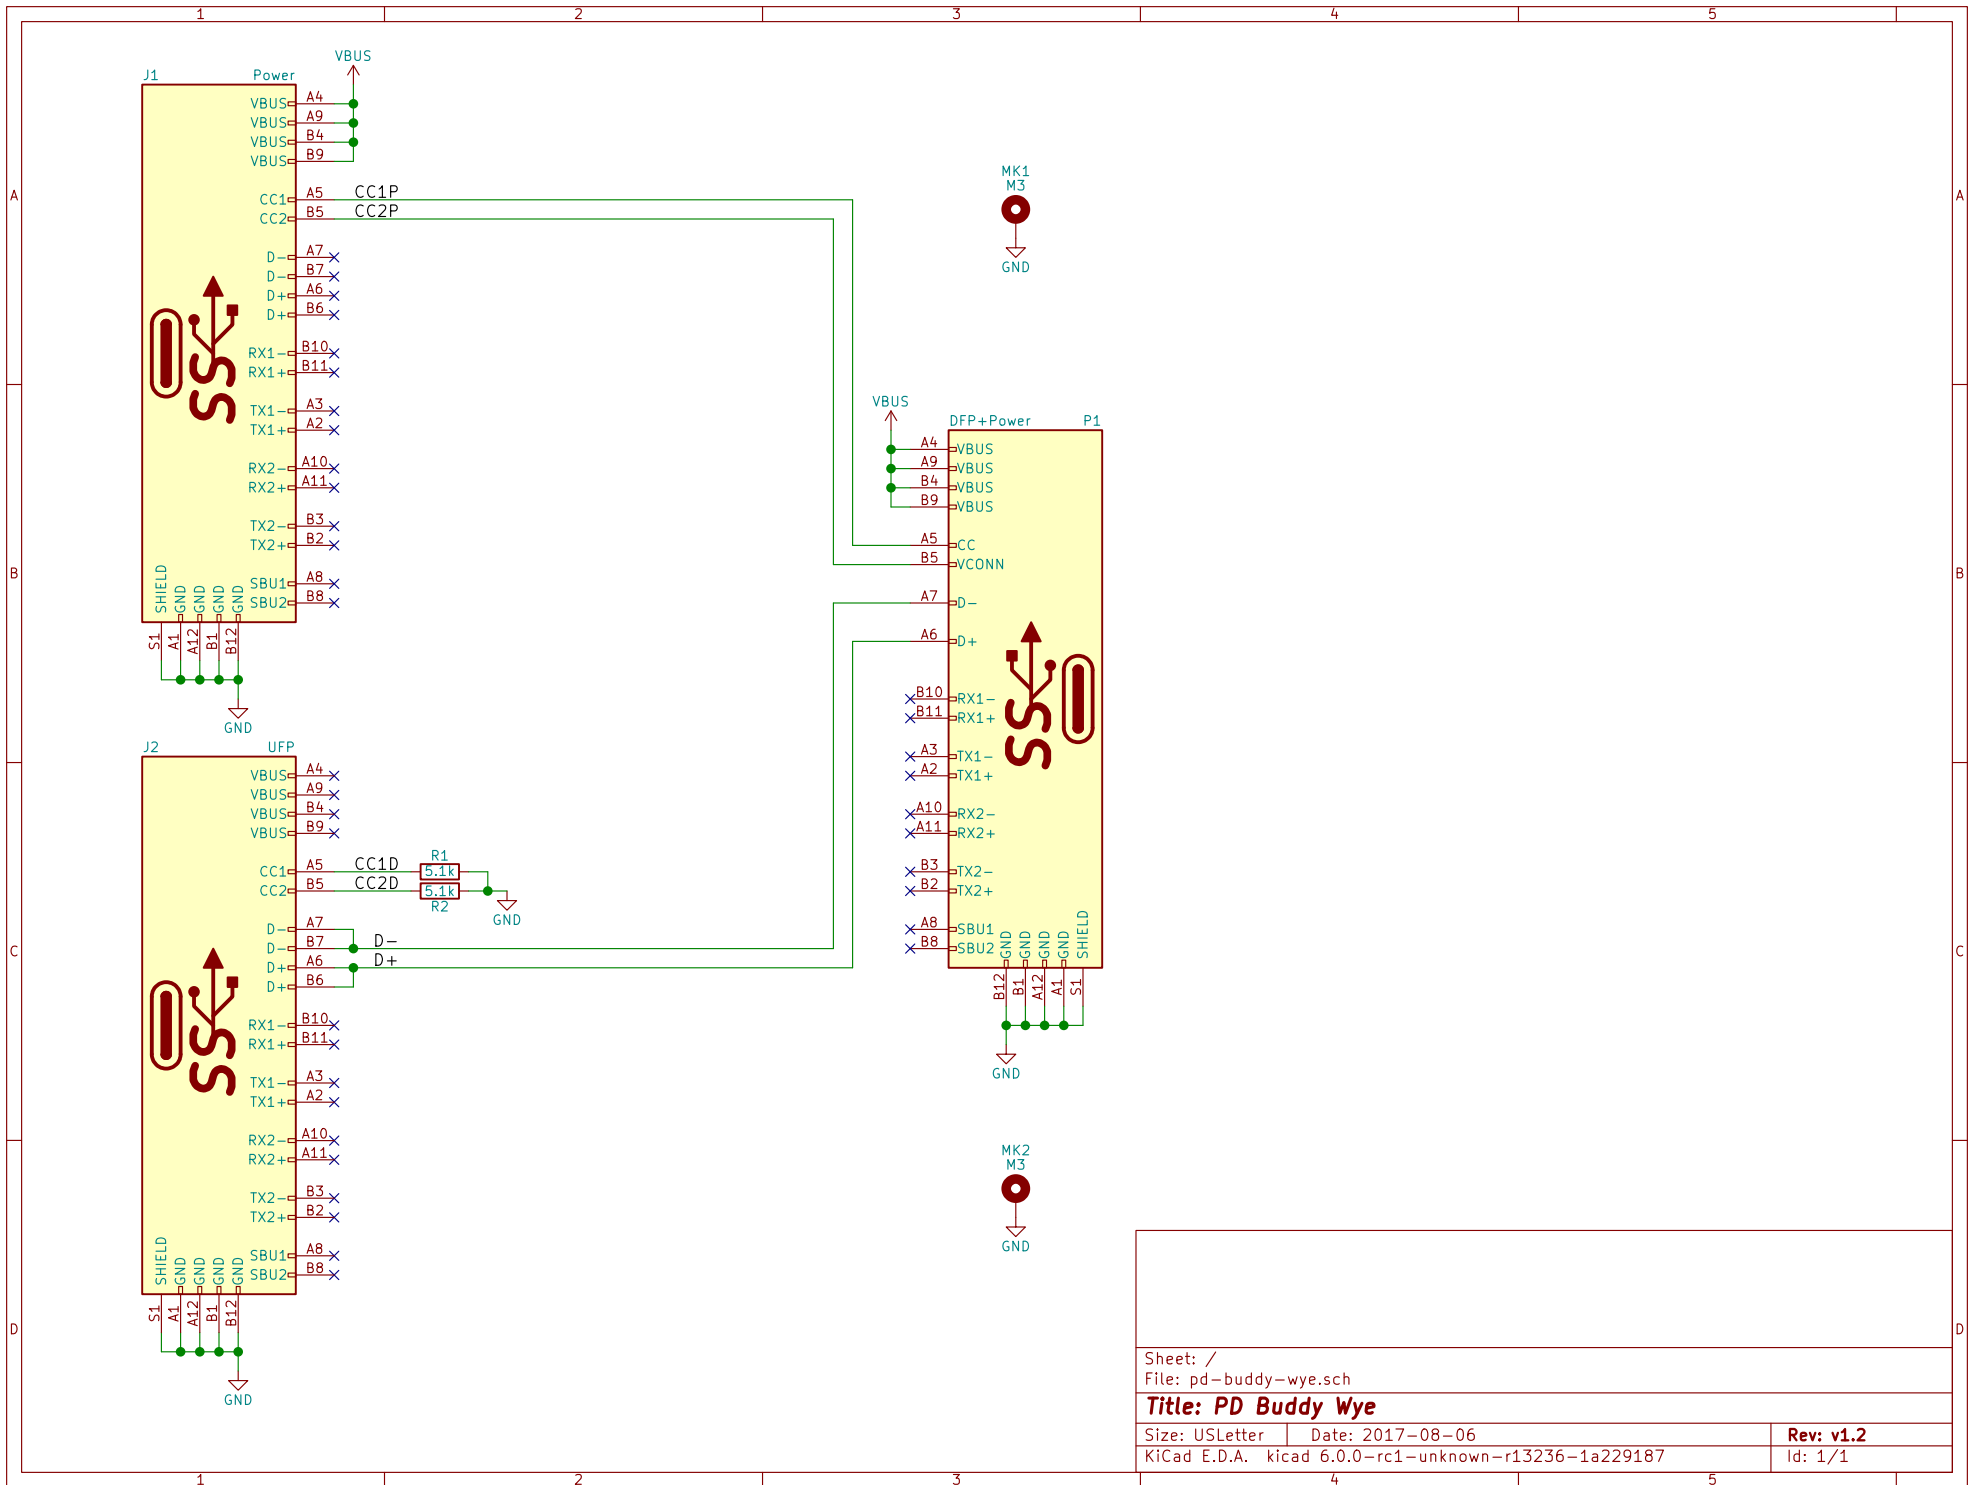 1 2 3 4 5
A A
B B
C C
D D
VBUS
J1 Power
VBUS A4
VBUS A9
VBUS B4
VBUS B9
CC1 A5 CC1P
CC2 B5 CC2P
D- A7
D- B7
D+ A6
D+ B6
RX1- B10
RX1+ B11
TX1- A3
TX1+ A2
RX2- A10
RX2+ A11
TX2- B3
TX2+ B2
SBU1 A8
SBU2 B8
SHIELD GND GND GND GND
S1 A1 A12 B1 B12
GND
SS
MK1
M3
GND
VBUS
DFP+Power P1
A4 VBUS
A9 VBUS
B4 VBUS
B9 VBUS
A5 CC
B5 VCONN
A7 D-
A6 D+
B10 RX1-
B11 RX1+
A3 TX1-
A2 TX1+
A10 RX2-
A11 RX2+
B3 TX2-
B2 TX2+
A8 SBU1
B8 SBU2
GND GND GND GND SHIELD
B12 B1 A12 A1 S1
GND
SS
J2 UFP
VBUS A4
VBUS A9
VBUS B4
VBUS B9
CC1 A5 CC1D
CC2 B5 CC2D
R1
5.1k
5.1k
R2
GND
D- A7
D- B7 D-
D+ A6 D+
D+ B6
RX1- B10
RX1+ B11
TX1- A3
TX1+ A2
RX2- A10
RX2+ A11
TX2- B3
TX2+ B2
SBU1 A8
SBU2 B8
SHIELD GND GND GND GND
S1 A1 A12 B1 B12
GND
SS
MK2
M3
GND
Sheet: /
File: pd-buddy-wye.sch
Title: PD Buddy Wye
Size: USLetter Date: 2017-08-06 Rev: v1.2
KiCad E.D.A. kicad 6.0.0-rc1-unknown-r13236-1a229187 Id: 1/1
1 2 3 4 5